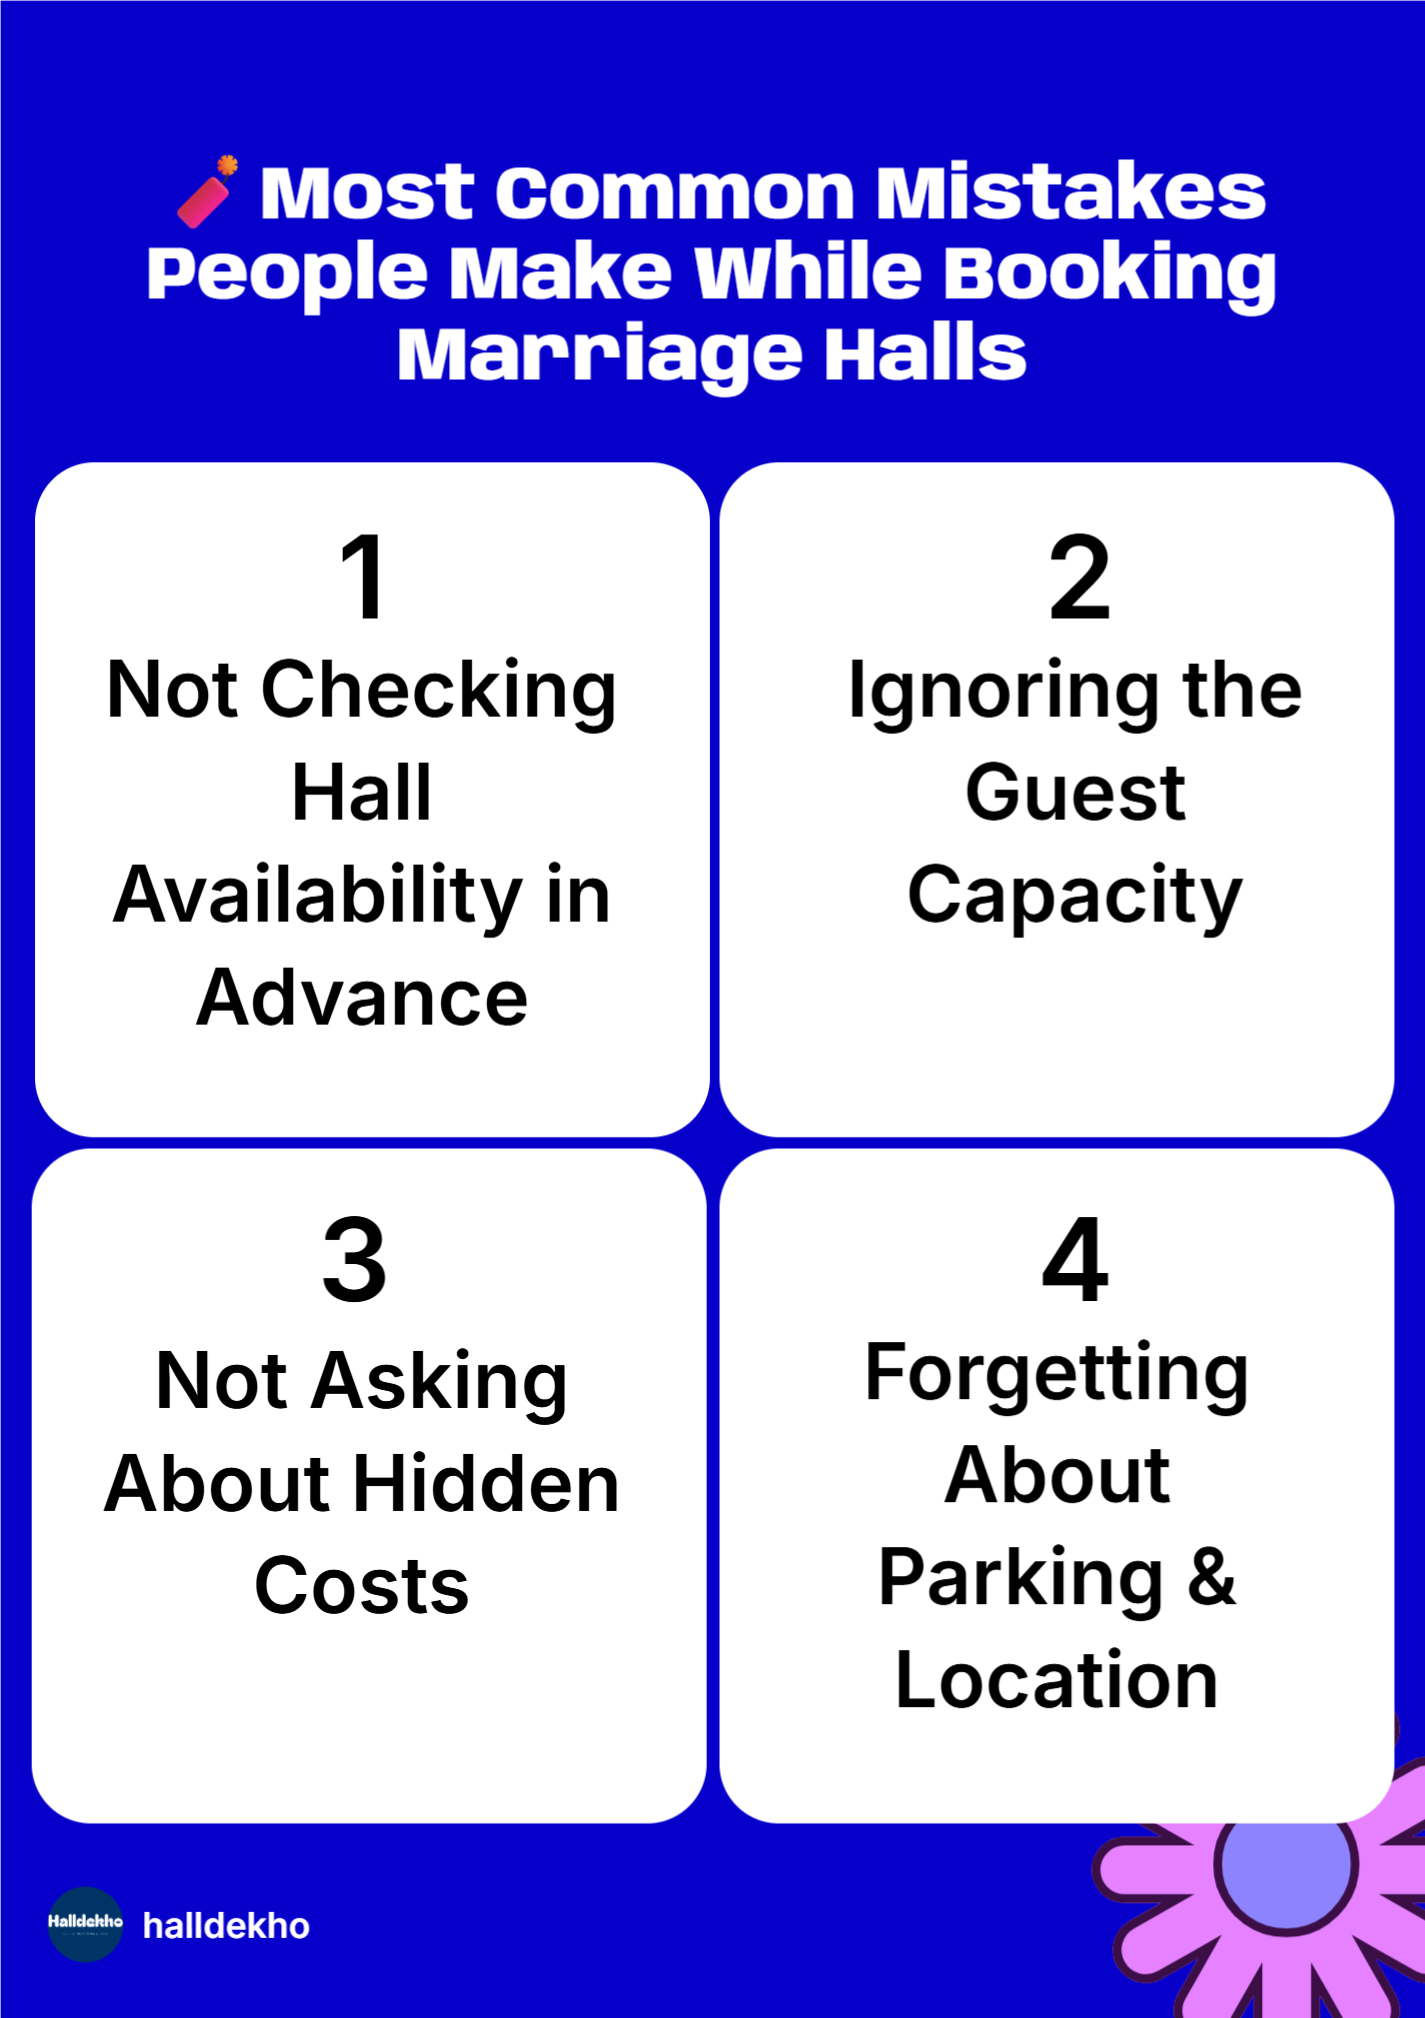 🧨 Most Common Mistakes
People Make While Booking
Marriage Halls
1
Not Checking
Hall
Availability in
Advance
2
Ignoring the
Guest
Capacity
3
Not Asking
About Hidden
Costs
4
Forgetting
About
Parking &
Location
Halldekho
halldekho